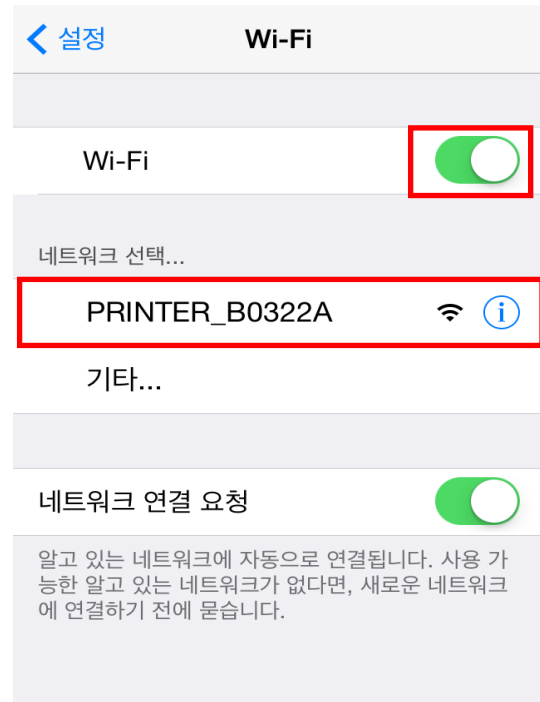 설정
Wi-Fi
Wi-Fi
네트워크 선택...
PRINTER_B0322A
기타...
네트워크 연결 요청
알고 있는 네트워크에 자동으로 연결됩니다. 사용 가
능한 알고 있는 네트워크가 없다면, 새로운 네트워크
에 연결하기 전에 묻습니다.